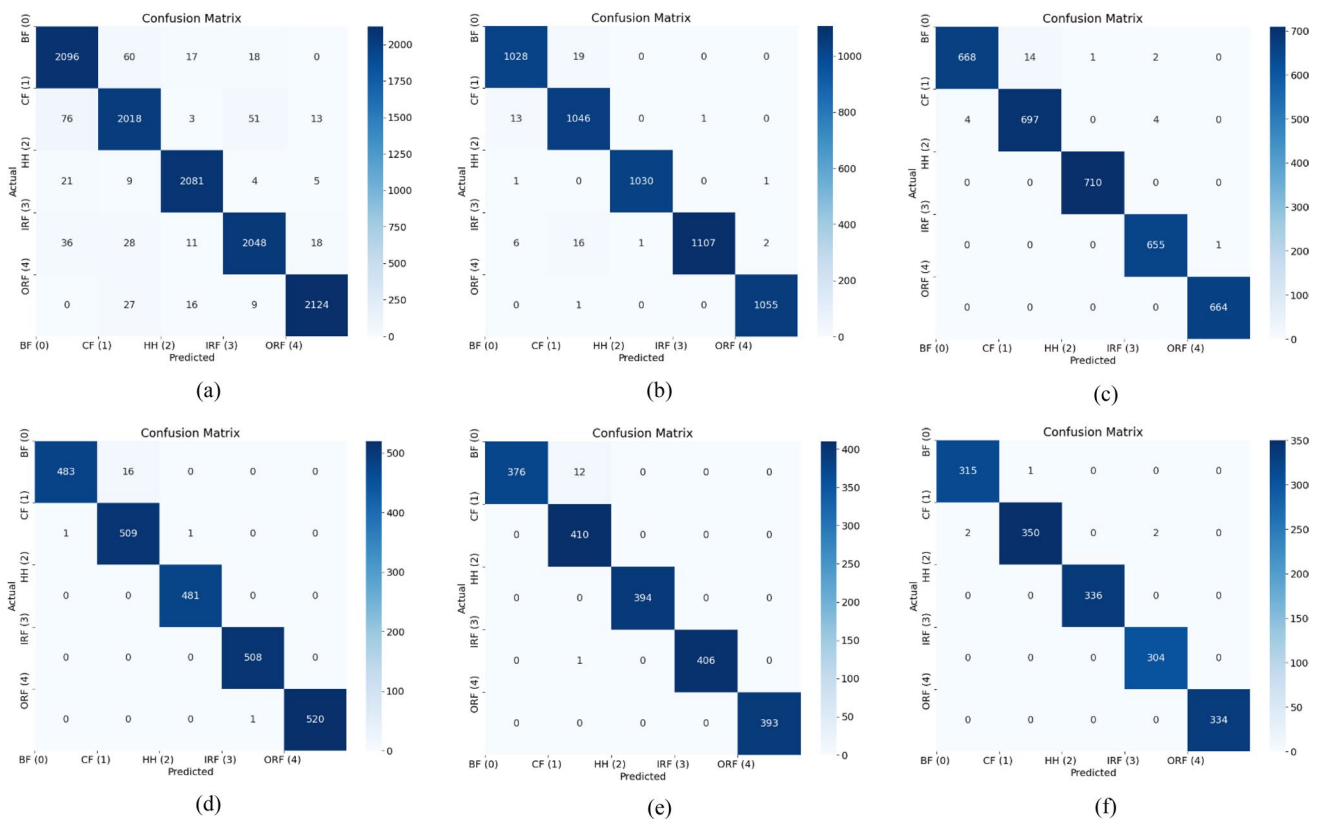 Confusion Matrix
BF (0)
2096 60 17 18 0
CF (1)
76 2018 3 51 13
HH (2)
21 9 2081 4 5
IRF (3)
36 28 11 2048 18
ORF (4)
0 27 16 9 2124
Actual
BF (0) CF (1) HH (2) IRF (3) ORF (4)
Predicted
2000
1750
1500
1250
1000
750
500
250
0
(a)
Confusion Matrix
BF (0)
1028 19 0 0 0
CF (1)
13 1046 0 1 0
HH (2)
1 0 1030 0 1
IRF (3)
6 16 1 1107 2
ORF (4)
0 1 0 0 1055
Actual
BF (0) CF (1) HH (2) IRF (3) ORF (4)
Predicted
1000
800
600
400
200
0
(b)
Confusion Matrix
BF (0)
668 14 1 2 0
CF (1)
4 697 0 4 0
HH (2)
0 0 710 0 0
IRF (3)
0 0 0 655 1
ORF (4)
0 0 0 0 664
Actual
BF (0) CF (1) HH (2) IRF (3) ORF (4)
Predicted
700
600
500
400
300
200
100
0
(c)
Confusion Matrix
BF (0)
483 16 0 0 0
CF (1)
1 509 1 0 0
HH (2)
0 0 481 0 0
IRF (3)
0 0 0 508 0
ORF (4)
0 0 0 1 520
Actual
BF (0) CF (1) HH (2) IRF (3) ORF (4)
Predicted
500
400
300
200
100
0
(d)
Confusion Matrix
BF (0)
376 12 0 0 0
CF (1)
0 410 0 0 0
HH (2)
0 0 394 0 0
IRF (3)
0 1 0 406 0
ORF (4)
0 0 0 0 393
Actual
BF (0) CF (1) HH (2) IRF (3) ORF (4)
Predicted
400
350
300
250
200
150
100
50
0
(e)
Confusion Matrix
BF (0)
315 1 0 0 0
CF (1)
2 350 0 2 0
HH (2)
0 0 336 0 0
IRF (3)
0 0 0 304 0
ORF (4)
0 0 0 0 334
Actual
BF (0) CF (1) HH (2) IRF (3) ORF (4)
Predicted
350
300
250
200
150
100
50
0
(f)